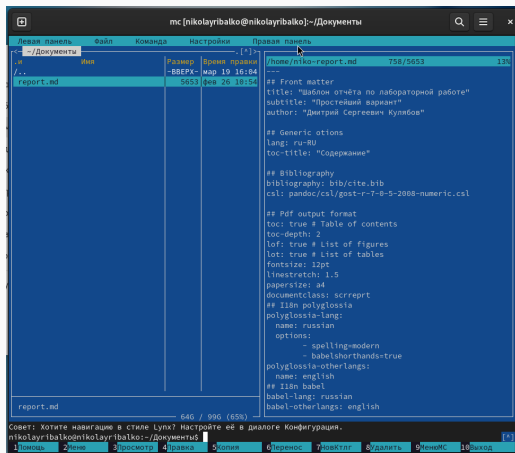 mc [nikolayribalko@nikolayribalko]:~/Документы
Левая панель Файл Команда Настройки Правая панель
<— ~/Документы .[^]>
.и Имя Размер Время правки
/.. -ВВЕРХ- мар 19 16:04
report.md 5653 фев 26 10:54
report.md
64G / 99G (65%)
/home/niko~report.md 758/5653 13%
---
## Front matter
title: "Шаблон отчёта по лабораторной работе"
subtitle: "Простейший вариант"
author: "Дмитрий Сергеевич Кулябов"
## Generic otions
lang: ru-RU
toc-title: "Содержание"
## Bibliography
bibliography: bib/cite.bib
csl: pandoc/csl/gost-r-7-0-5-2008-numeric.csl
## Pdf output format
toc: true # Table of contents
toc-depth: 2
lof: true # List of figures
lot: true # List of tables
fontsize: 12pt
linestretch: 1.5
papersize: a4
documentclass: scrreprt
## I18n polyglossia
polyglossia-lang:
name: russian
options:
- spelling=modern
- babelshorthands=true
polyglossia-otherlangs:
name: english
## I18n babel
babel-lang: russian
babel-otherlangs: english
Совет: Хотите навигацию в стиле Lynx? Настройте её в диалоге Конфигурация.
nikolayribalko@nikolayribalko:~/Документы$ [^]
1Помощь 2Меню 3Просмотр 4Правка 5Копия 6Перенос 7НовКтлг 8Удалить 9МенюMC 10Выход